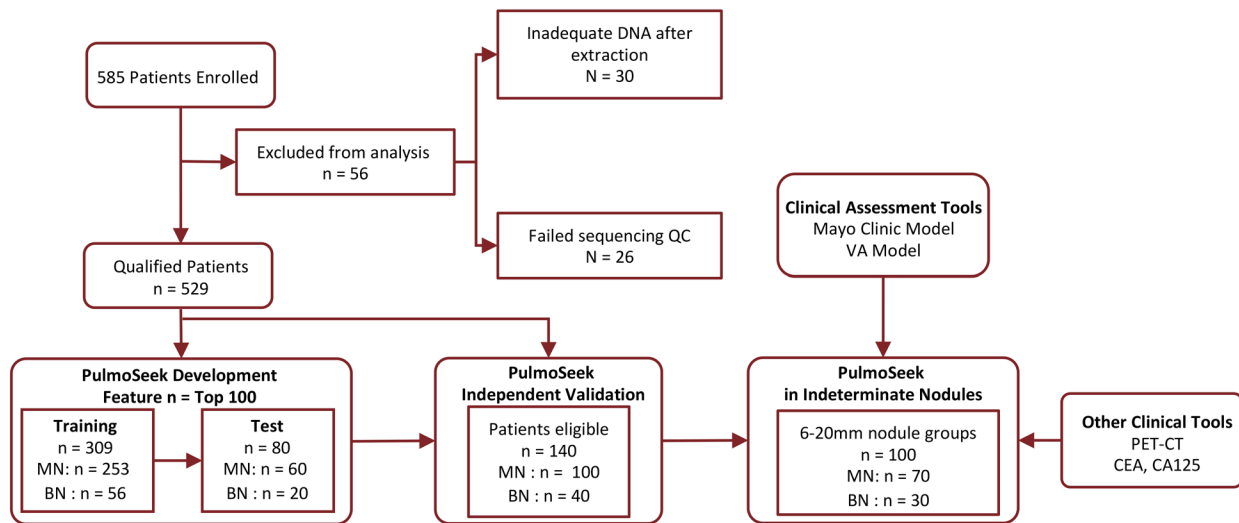 585 Patients Enrolled
Inadequate DNA after
extraction
N = 30
Excluded from analysis
n = 56
Failed sequencing QC
N = 26
Qualified Patients
n = 529
Clinical Assessment Tools
Mayo Clinic Model
VA Model
PulmoSeek Development
Feature n = Top 100
Training
n = 309
MN: n = 253
BN : n = 56
Test
n = 80
MN: n = 60
BN : n = 20
PulmoSeek
Independent Validation
Patients eligible
n = 140
MN : n = 100
BN : n = 40
PulmoSeek
in Indeterminate Nodules
6-20mm nodule groups
n = 100
MN: n = 70
BN : n = 30
Other Clinical Tools
PET-CT
CEA, CA125